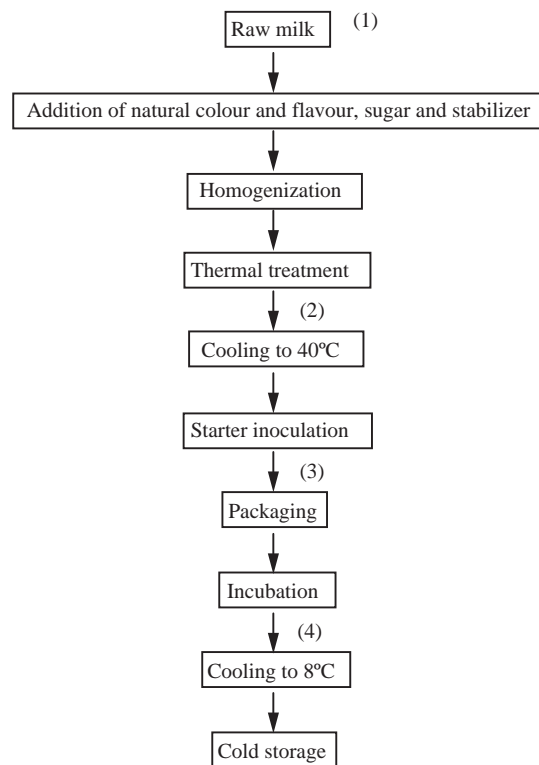 Raw milk (1)
Addition of natural colour and flavour, sugar and stabilizer
Homogenization
Thermal treatment
(2)
Cooling to 40ºC
Starter inoculation
(3)
Packaging
Incubation
(4)
Cooling to 8ºC
Cold storage